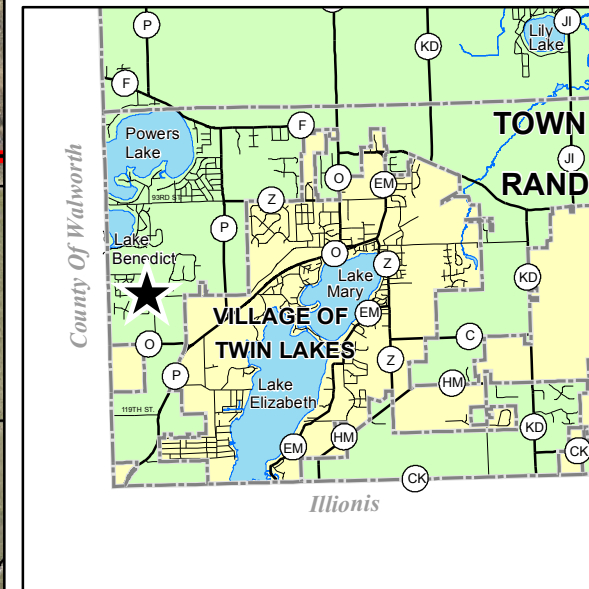 P
JI
Lily
Lake
KD
F
Powers
Lake
F
TOWN
JI
RAND
O
EM
93RD ST.
Z
P
County Of Walworth
Lake
Benedict
O
Z
Lake
Mary
KD
EM
VILLAGE OF
TWIN LAKES
O
C
Z
P
HM
Lake
Elizabeth
119TH ST.
KD
HM
EM
CK
CK
Illionis